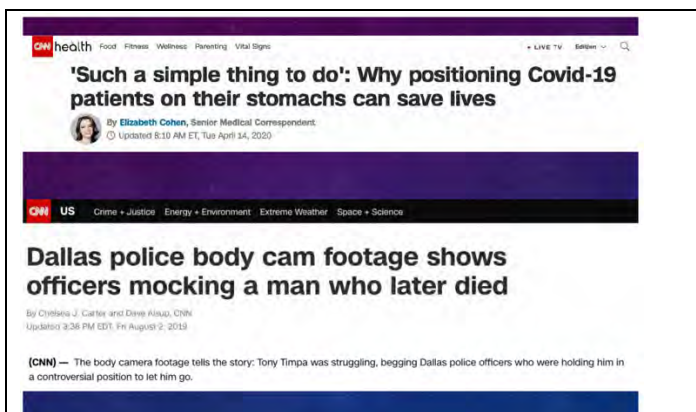 CNN health Food Fitness Wellness Parenting Vital Signs + LIVE TV Edition
'Such a simple thing to do': Why positioning Covid-19
patients on their stomachs can save lives
By Elizabeth Cohen, Senior Medical Correspondent
Updated 8:10 AM ET, Tue April 14, 2020
CNN US Crime + Justice Energy + Environment Extreme Weather Space + Science
Dallas police body cam footage shows
officers mocking a man who later died
By Chelsea J. Carter and Dave Alsup, CNN
Updated 3:36 PM EDT, Fri August 2, 2019
(CNN) — The body camera footage tells the story: Tony Timpa was struggling, begging Dallas police officers who were holding him in
a controversial position to let him go.